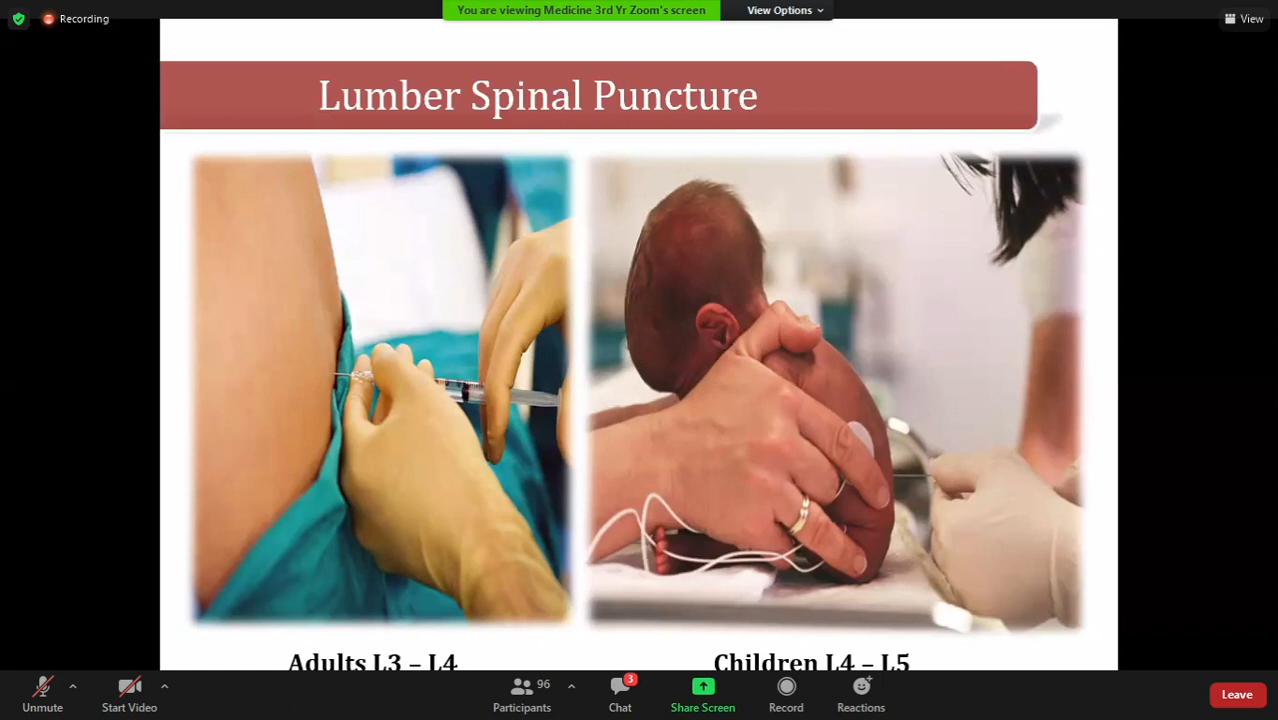 Recording
You are viewing Medicine 3rd Yr Zoom's screen
View Options
View
Lumber Spinal Puncture
Adults L3 – L4
Children L4 – L5
Unmute
Start Video
96
Participants
3
Chat
Share Screen
Record
Reactions
Leave